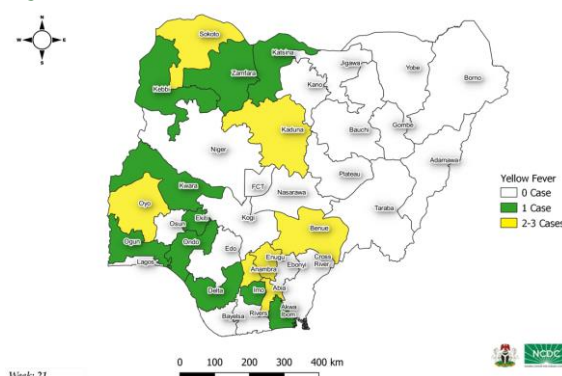 N
W
E
S
Sokoto
Katsina
Jigawa
Yobe
Borno
Zamfara
Kebbi
Kano
Kaduna
Bauchi
Gombe
Niger
Adamawa
Plateau
Kwara
FCT
Nasarawa
Taraba
Oyo
Kogi
Osun
Ekiti
Benue
Ogun
Ondo
Edo
Enugu
Lagos
Anambra
Ebonyi
Cross
River
Delta
Imo
Abia
Bayelsa
Rivers
Akwa
Ibom
Yellow Fever
0 Case
1 Case
2-3 Cases
Week: 21
0 100 200 300 400 km
NCDC